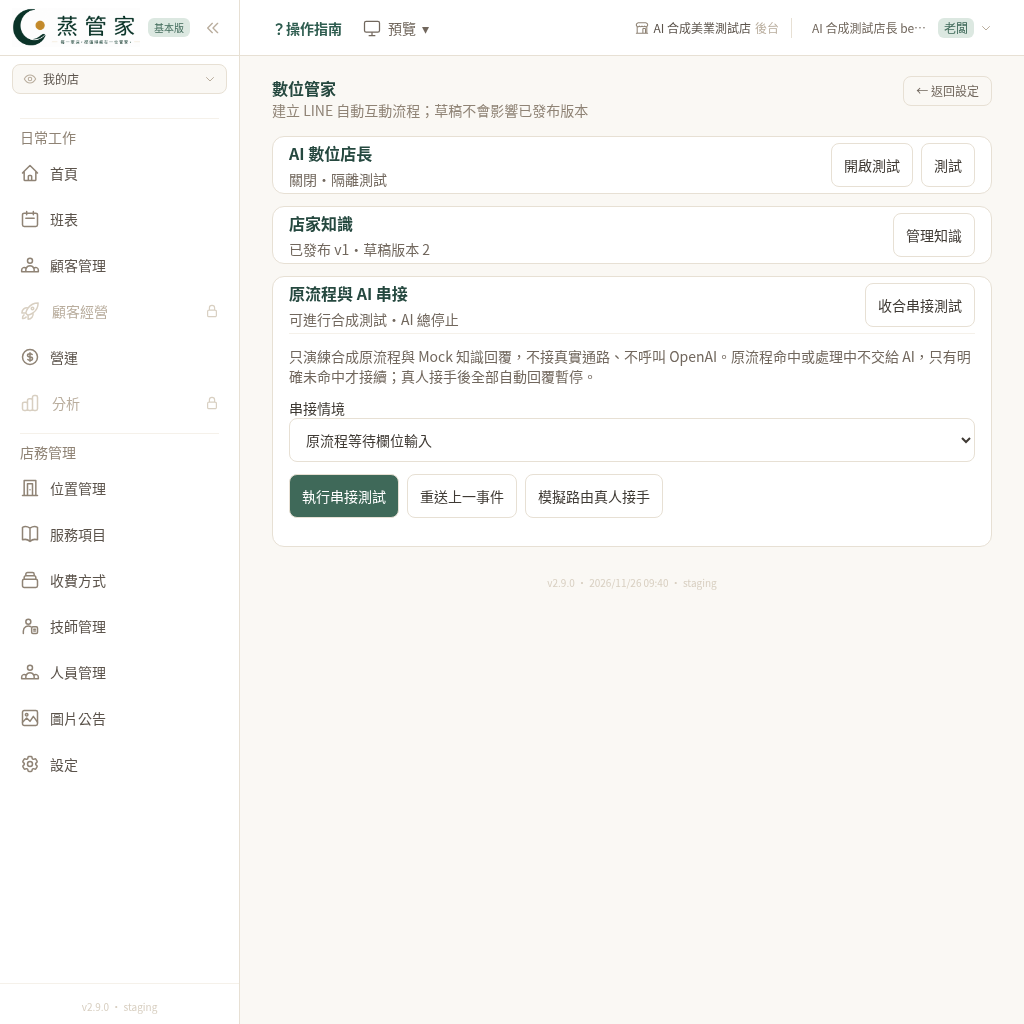 蒸管家
基本版
我的店
日常工作
首頁
班表
顧客管理
顧客經營
營運
分析
店務管理
位置管理
服務項目
收費方式
技師管理
人員管理
圖片公告
設定
v2.9.0 · staging
? 操作指南
預覽 ▾
AI 合成美業測試店 後台
AI 合成測試店長 be…
老闆
數位管家
建立 LINE 自動互動流程；草稿不會影響已發布版本
← 返回設定
AI 數位店長
關閉・隔離測試
開啟測試
測試
店家知識
已發布 v1・草稿版本 2
管理知識
原流程與 AI 串接
可進行合成測試・AI 總停止
收合串接測試
只演練合成原流程與 Mock 知識回覆，不接真實通路、不呼叫 OpenAI。原流程命中或處理中不交給 AI，只有明
確未命中才接續；真人接手後全部自動回覆暫停。
串接情境
原流程等待欄位輸入
執行串接測試
重送上一事件
模擬路由真人接手
v2.9.0 · 2026/11/26 09:40 · staging